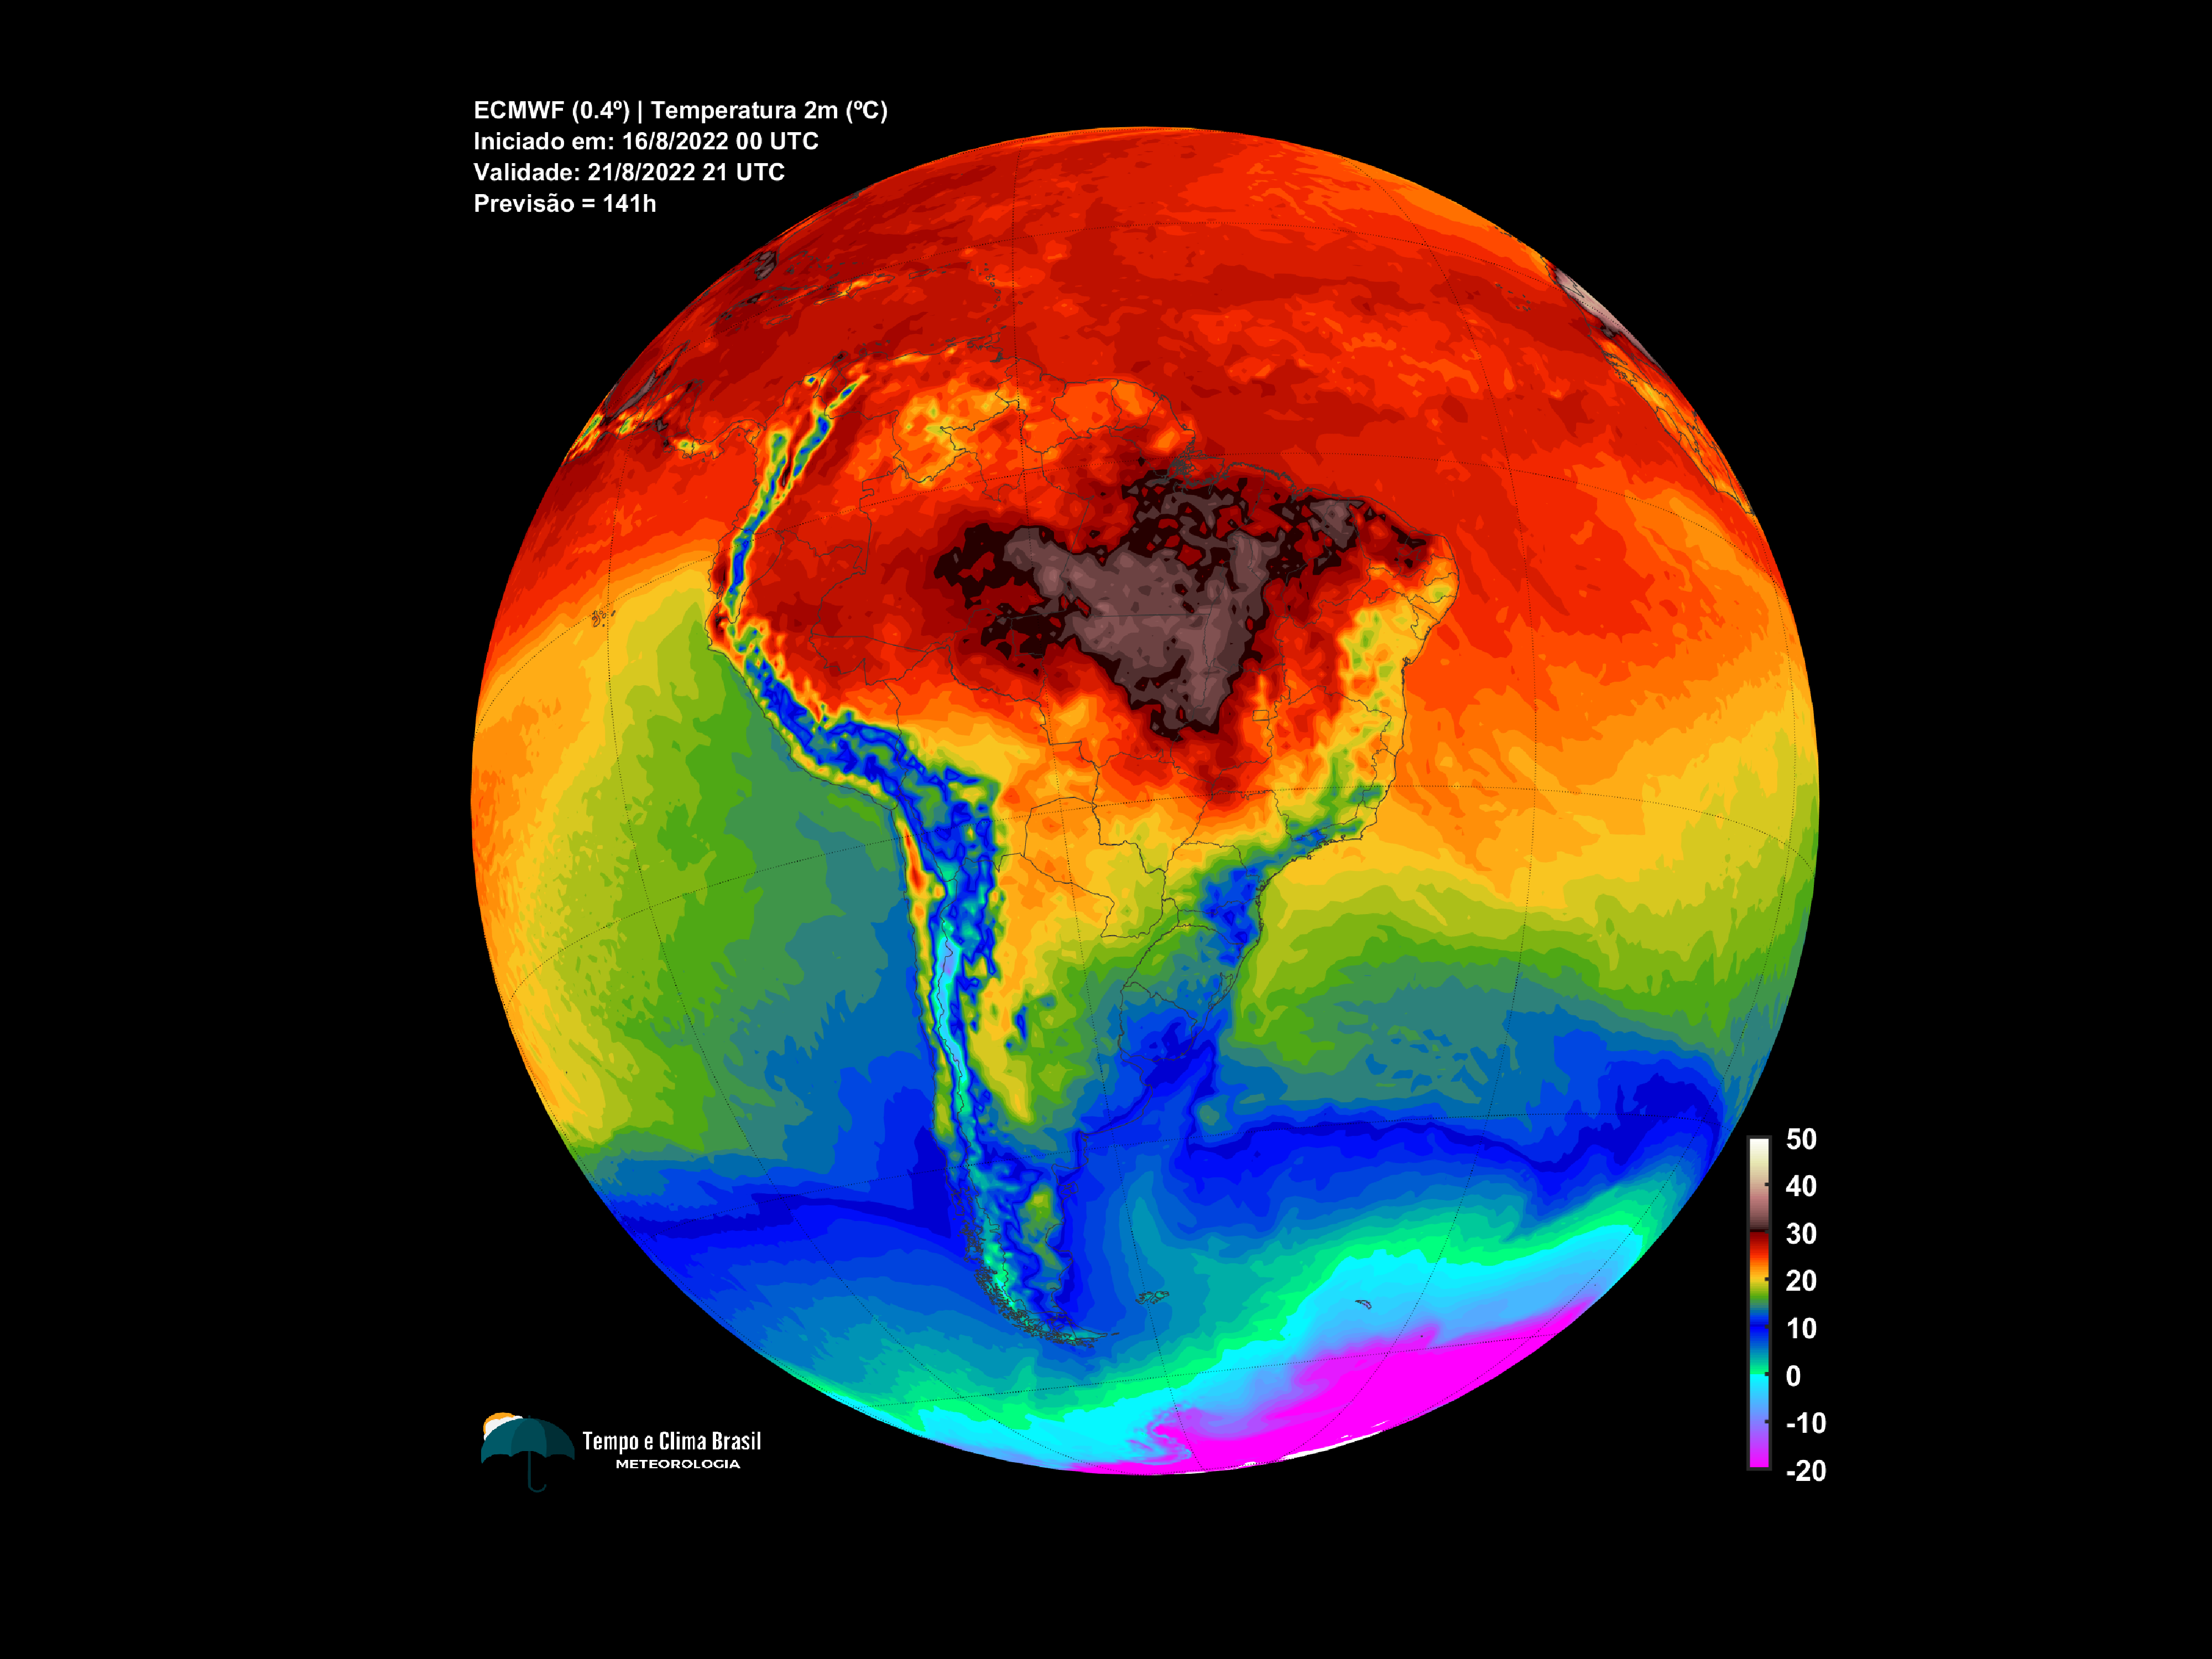 ECMWF (0.4º) | Temperatura 2m (ºC)
Iniciado em: 16/8/2022 00 UTC
Validade: 21/8/2022 21 UTC
Previsão = 141h
50
40
30
20
10
0
-10
-20
Tempo e Clima Brasil
METEOROLOGIA